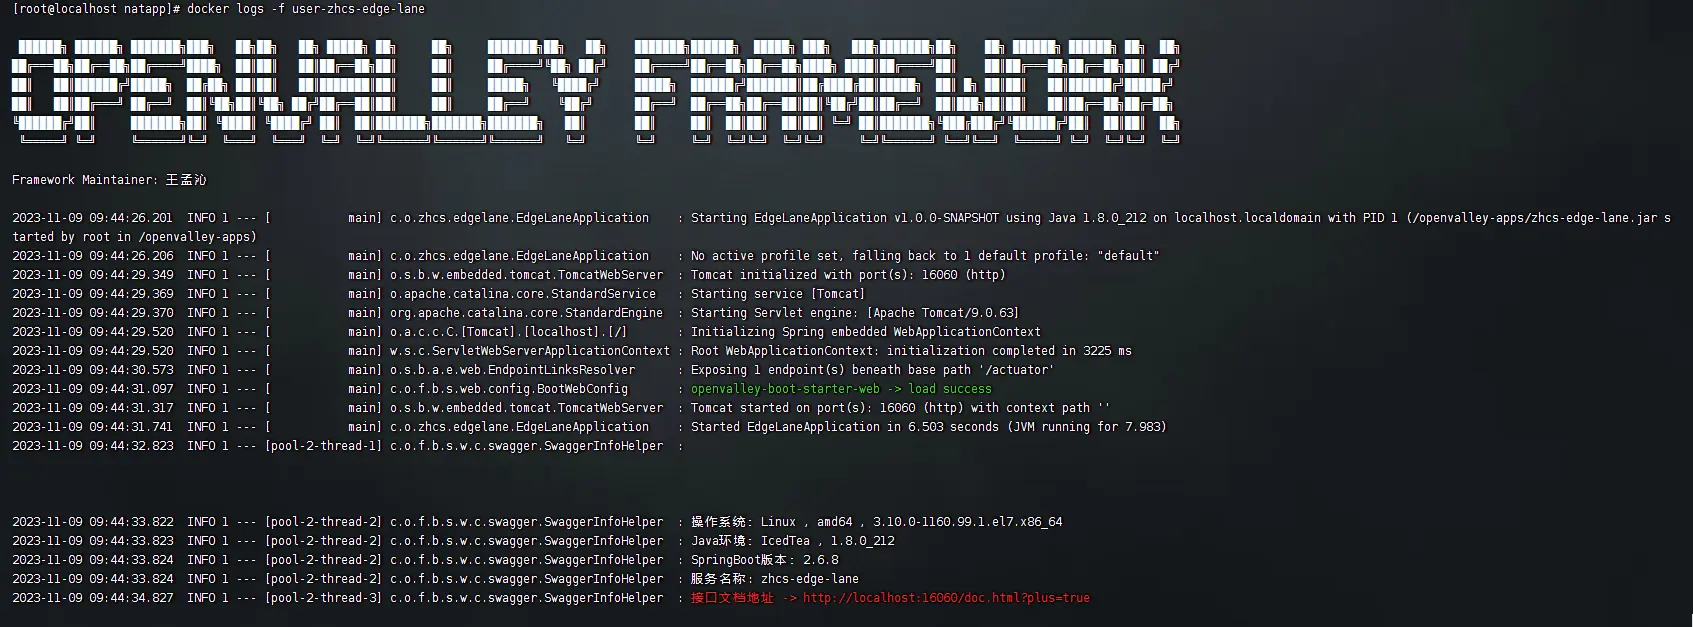 [root@localhost natapp]# docker logs -f user-zhcs-edge-lane
OPENVALLEY FRAMEWORK
Framework Maintainer: 王孟沁
2023-11-09 09:44:26.201  INFO 1 --- [           main] c.o.zhcs.edgelane.EdgeLaneApplication    : Starting EdgeLaneApplication v1.0.0-SNAPSHOT using Java 1.8.0_212 on localhost.localdomain with PID 1 (/openvalley-apps/zhcs-edge-lane.jar s
tarted by root in /openvalley-apps)
2023-11-09 09:44:26.206  INFO 1 --- [           main] c.o.zhcs.edgelane.EdgeLaneApplication    : No active profile set, falling back to 1 default profile: "default"
2023-11-09 09:44:29.349  INFO 1 --- [           main] o.s.b.w.embedded.tomcat.TomcatWebServer  : Tomcat initialized with port(s): 16060 (http)
2023-11-09 09:44:29.369  INFO 1 --- [           main] o.apache.catalina.core.StandardService   : Starting service [Tomcat]
2023-11-09 09:44:29.370  INFO 1 --- [           main] org.apache.catalina.core.StandardEngine  : Starting Servlet engine: [Apache Tomcat/9.0.63]
2023-11-09 09:44:29.520  INFO 1 --- [           main] o.a.c.c.C.[Tomcat].[localhost].[/]       : Initializing Spring embedded WebApplicationContext
2023-11-09 09:44:29.520  INFO 1 --- [           main] w.s.c.ServletWebServerApplicationContext : Root WebApplicationContext: initialization completed in 3225 ms
2023-11-09 09:44:30.573  INFO 1 --- [           main] o.s.b.a.e.web.EndpointLinksResolver      : Exposing 1 endpoint(s) beneath base path '/actuator'
2023-11-09 09:44:31.097  INFO 1 --- [           main] c.o.f.b.s.web.config.BootWebConfig       : openvalley-boot-starter-web -> load success
2023-11-09 09:44:31.317  INFO 1 --- [           main] o.s.b.w.embedded.tomcat.TomcatWebServer  : Tomcat started on port(s): 16060 (http) with context path ''
2023-11-09 09:44:31.741  INFO 1 --- [           main] c.o.zhcs.edgelane.EdgeLaneApplication    : Started EdgeLaneApplication in 6.503 seconds (JVM running for 7.983)
2023-11-09 09:44:32.823  INFO 1 --- [pool-2-thread-1] c.o.f.b.s.w.c.swagger.SwaggerInfoHelper  :
2023-11-09 09:44:33.822  INFO 1 --- [pool-2-thread-2] c.o.f.b.s.w.c.swagger.SwaggerInfoHelper  : 操作系统: Linux , amd64 , 3.10.0-1160.99.1.el7.x86_64
2023-11-09 09:44:33.823  INFO 1 --- [pool-2-thread-2] c.o.f.b.s.w.c.swagger.SwaggerInfoHelper  : Java环境: IcedTea , 1.8.0_212
2023-11-09 09:44:33.824  INFO 1 --- [pool-2-thread-2] c.o.f.b.s.w.c.swagger.SwaggerInfoHelper  : SpringBoot版本: 2.6.8
2023-11-09 09:44:33.824  INFO 1 --- [pool-2-thread-2] c.o.f.b.s.w.c.swagger.SwaggerInfoHelper  : 服务名称: zhcs-edge-lane
2023-11-09 09:44:34.827  INFO 1 --- [pool-2-thread-3] c.o.f.b.s.w.c.swagger.SwaggerInfoHelper  : 接口文档地址 -> http://localhost:16060/doc.html?plus=true